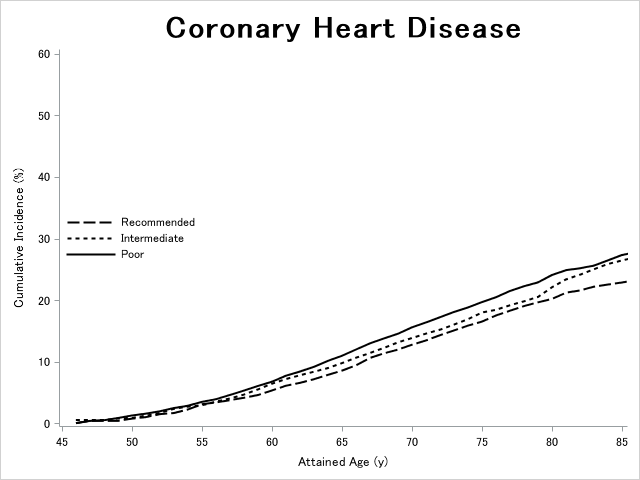 Coronary Heart Disease
60
50
40
30
20
10
0
Cumulative Incidence (%)
Recommended
Intermediate
Poor
45 50 55 60 65 70 75 80 85
Attained Age (y)